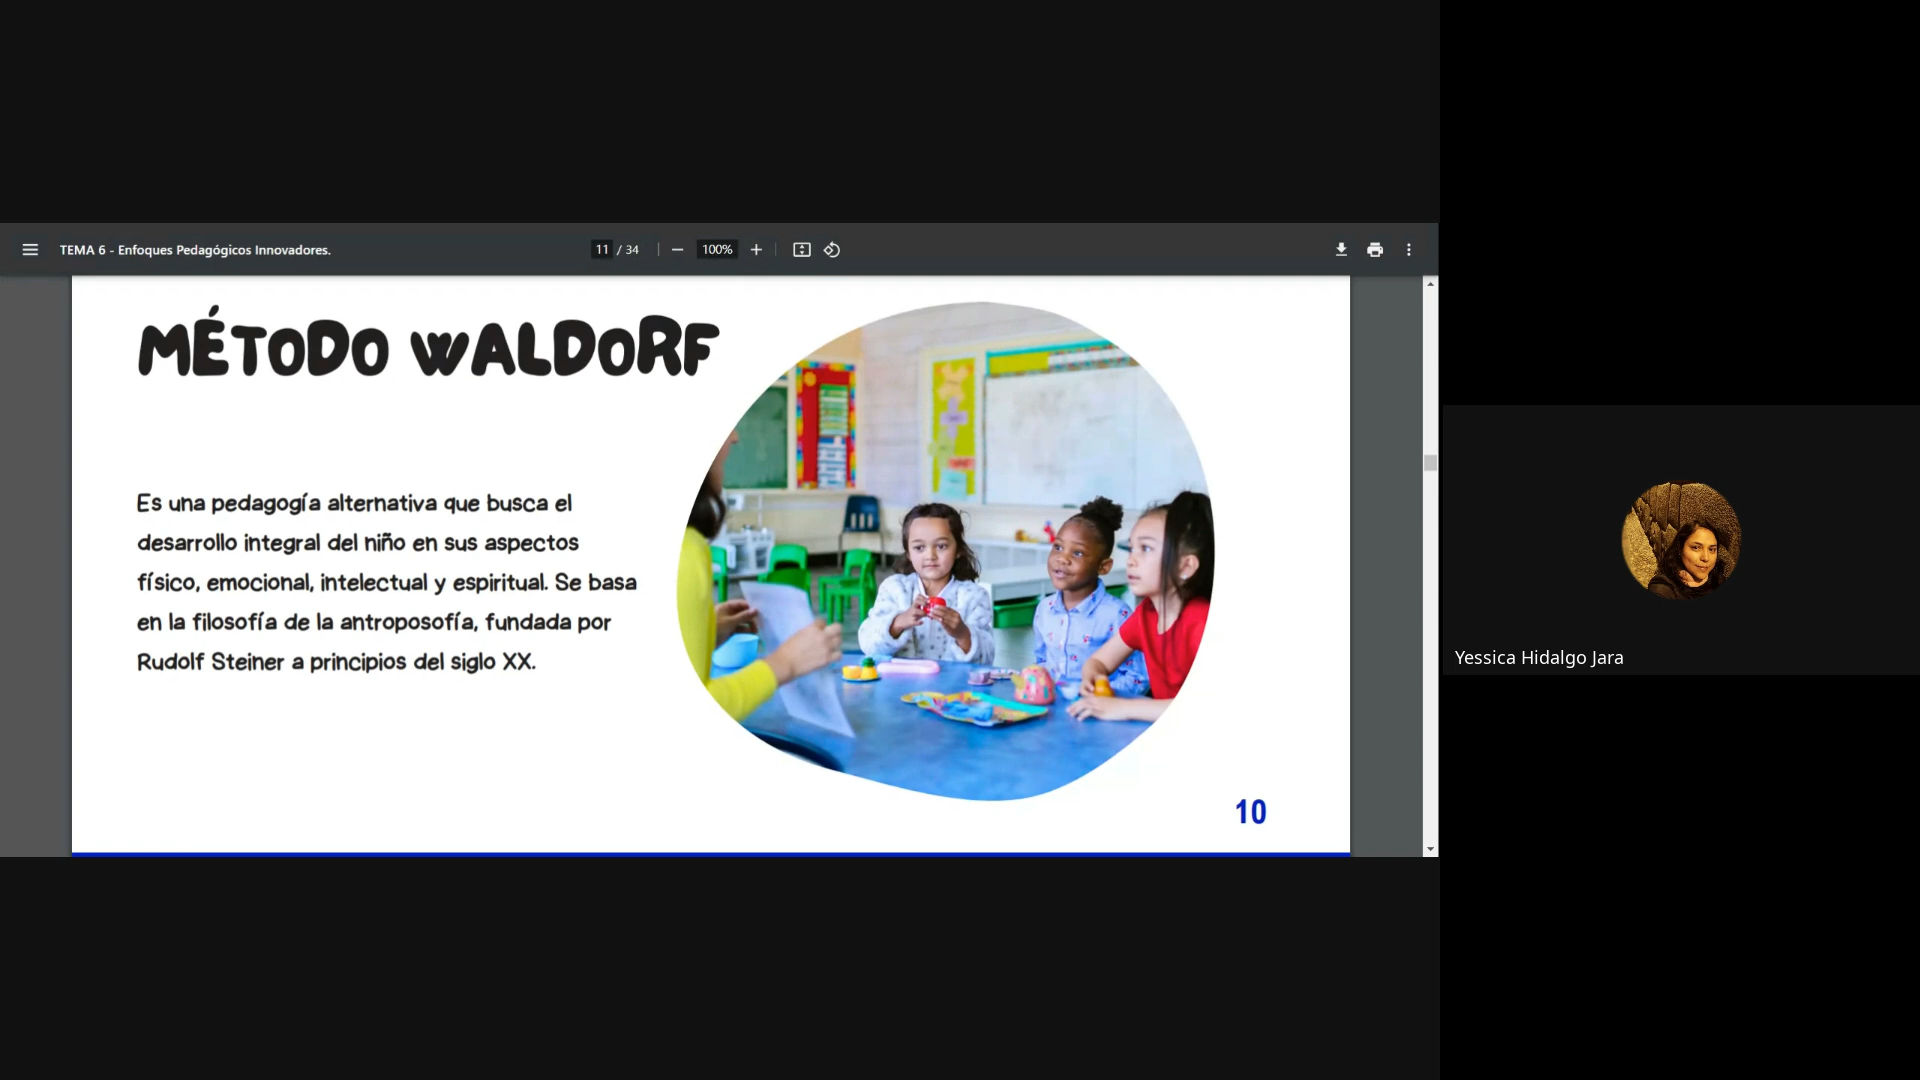 TEMA 6 - Enfoques Pedagógicos Innovadores.
11 / 34
100%
MÉTODO WALDORF
Es una pedagogía alternativa que busca el
desarrollo integral del niño en sus aspectos
físico, emocional, intelectual y espiritual. Se basa
en la filosofía de la antroposofía, fundada por
Rudolf Steiner a principios del siglo XX.
10
Yessica Hidalgo Jara